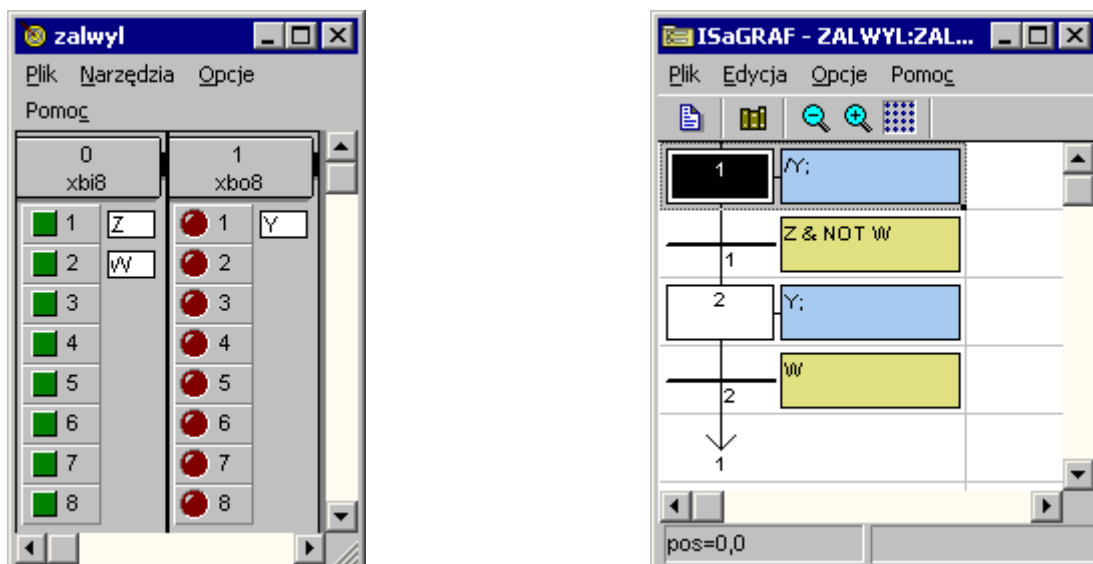 zalwyl
Plik Narzędzia Opcje
Pomoc
0 1
xbi8 xbo8
1 Z 1 Y
2 W 2
3 3
4 4
5 5
6 6
7 7
8 8
ISaGRAF - ZALWYL:ZAL...
Plik Edycja Opcje Pomoc
1 /Y;
Z & NOT W
1
2 Y;
W
2
1
pos=0,0